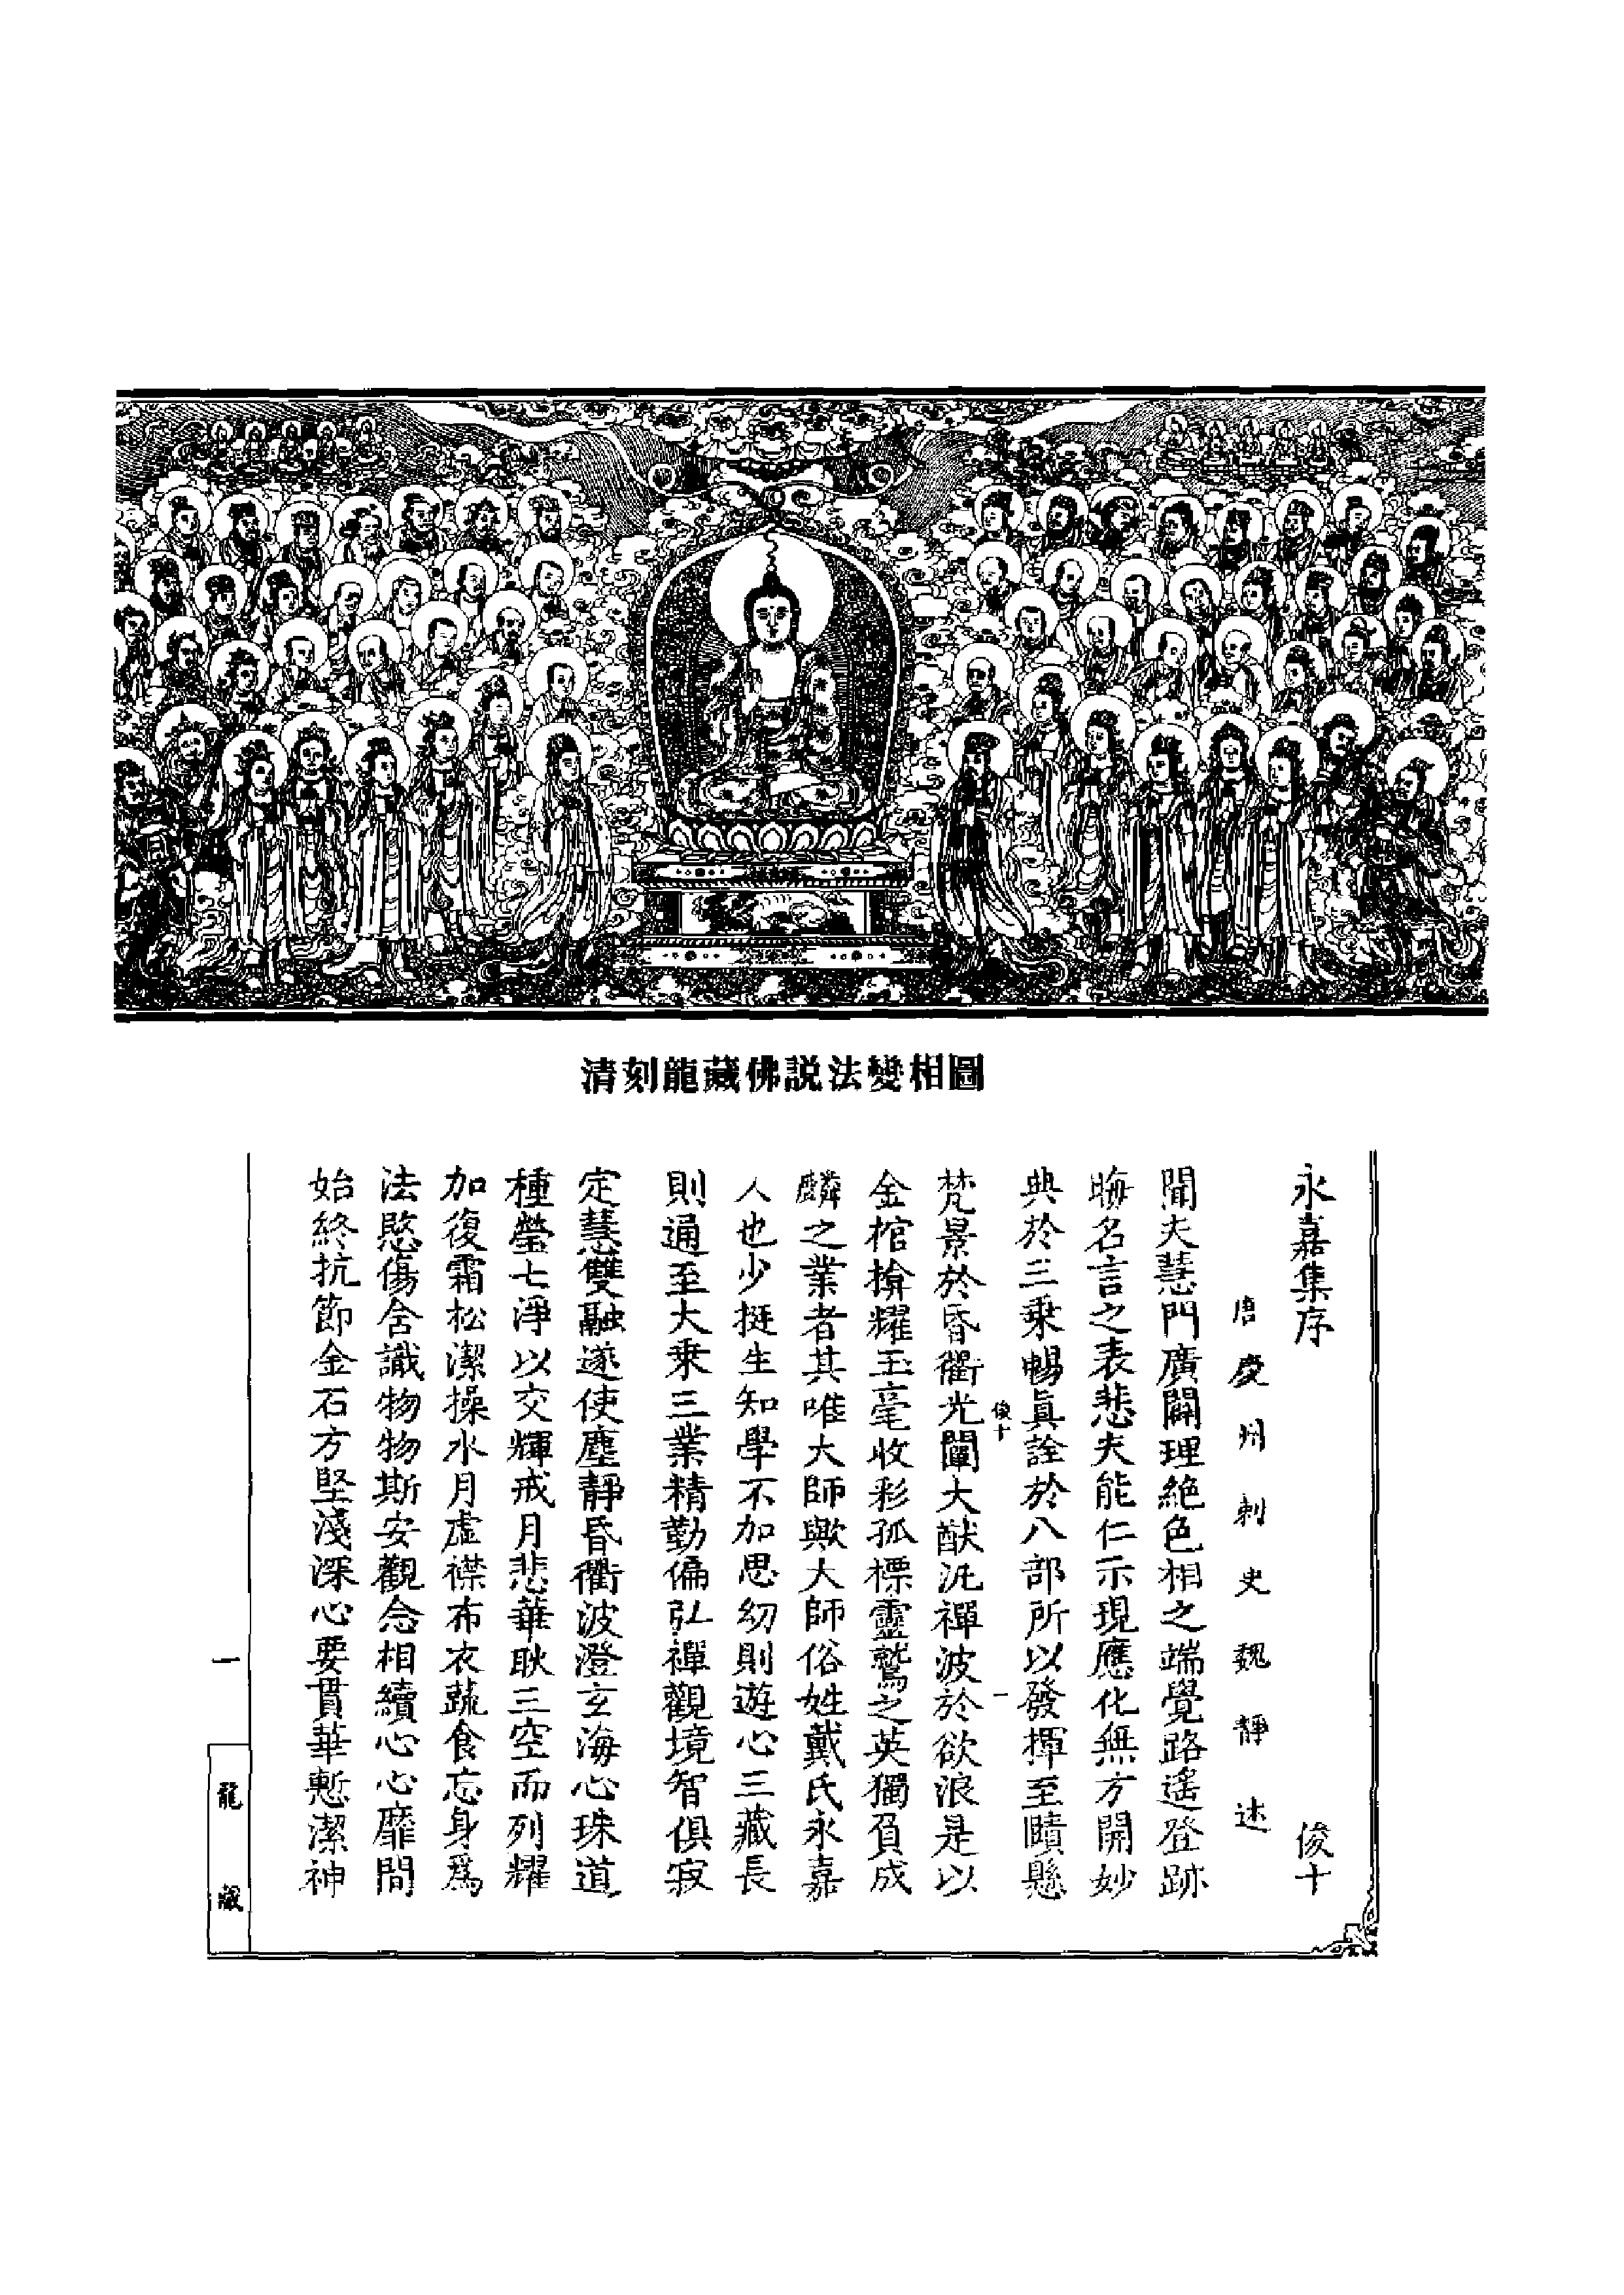 清刻龍藏佛説法變相圖
永嘉集序 俊十
唐慶州刺史魏靜述
聞夫慧門廣闢理絶色相之端覺路遙登跡
晦名言之表悲夫能仁示現應化無方開妙
典於三乘暢眞詮於八部所以發揮至賾懸
俊十 一
梵景於昏衢光闡大猷汎禪波於欲浪是以
金棺揜耀玉毫收彩孤標靈鷲之英獨負成
麟之業者其唯大師歟大師俗姓戴氏永嘉
人也少挺生知學不加思幼則遊心三藏長
則通至大乘三業精勤偏弘禪觀境智俱寂
定慧雙融遂使塵靜昏衢波澄玄海心珠道
種瑩七淨以交輝戒月悲華耿三空而列耀
加復霜松潔操水月虛襟布衣蔬食忘身爲
法愍傷含識物物斯安觀念相續心心靡間
始終抗節金石方堅淺深心要貫華慙潔神
一
龍藏